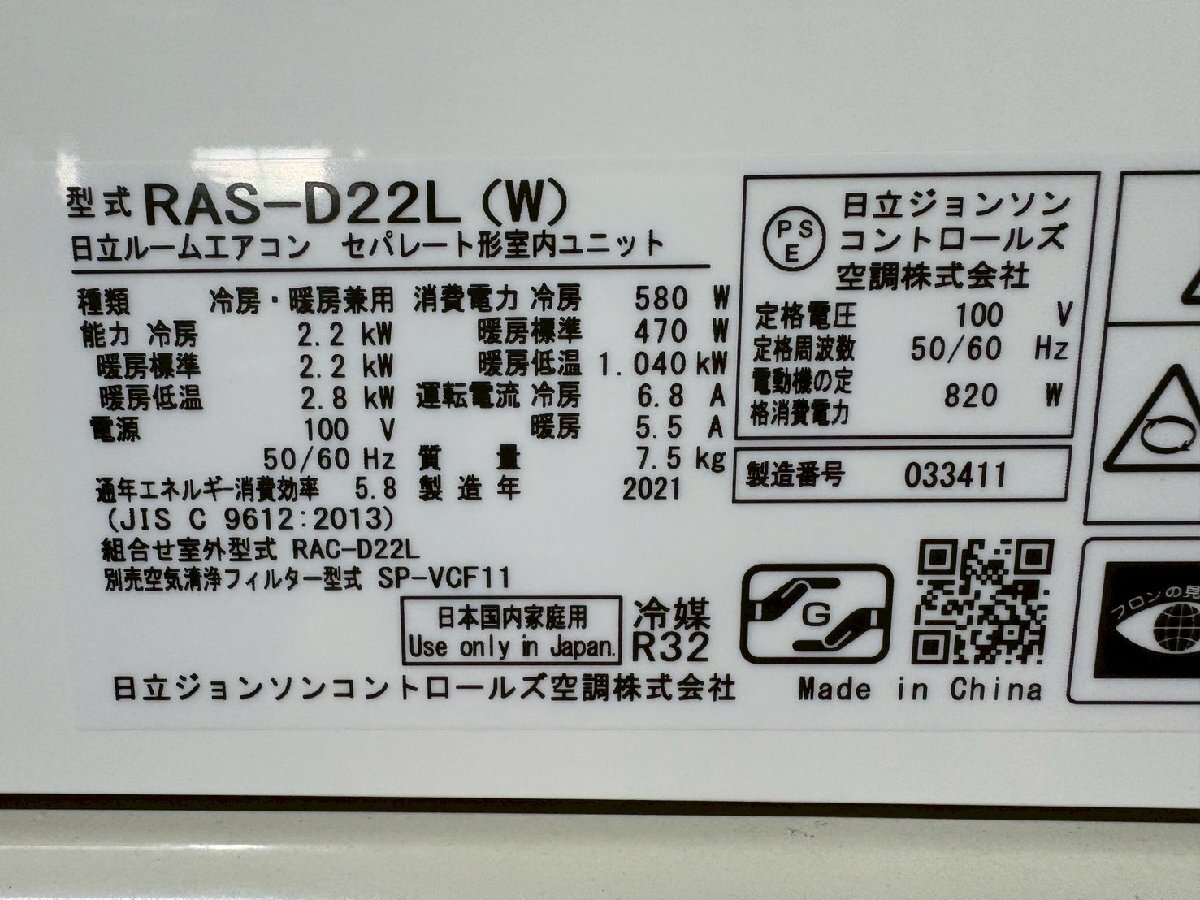 型式 RAS-D22L (W)
日立ルームエアコン セパレート形室内ユニット
種類 冷房・暖房兼用
能力 冷房 2.2 kW
暖房標準 2.2 kW
暖房低温 2.8 kW
電源 100 V
50/60 Hz
通年エネルギー消費効率 5.8
(JIS C 9612:2013)
組合せ室外型式 RAC-D22L
別売空気清浄フィルター型式 SP-VCF11
消費電力 冷房 580 W
暖房標準 470 W
暖房低温 1.040 kW
運転電流 冷房 6.8 A
暖房 5.5 A
質量 7.5 kg
製造年 2021
日本国内家庭用
Use only in Japan.
冷媒
R32
日立ジョンソンコントロールズ空調株式会社
PS
E
日立ジョンソン
コントロールズ
空調株式会社
定格電圧 100 V
定格周波数 50/60 Hz
電動機の定
格消費電力 820 W
製造番号 033411
G
Made in China
フロンの見